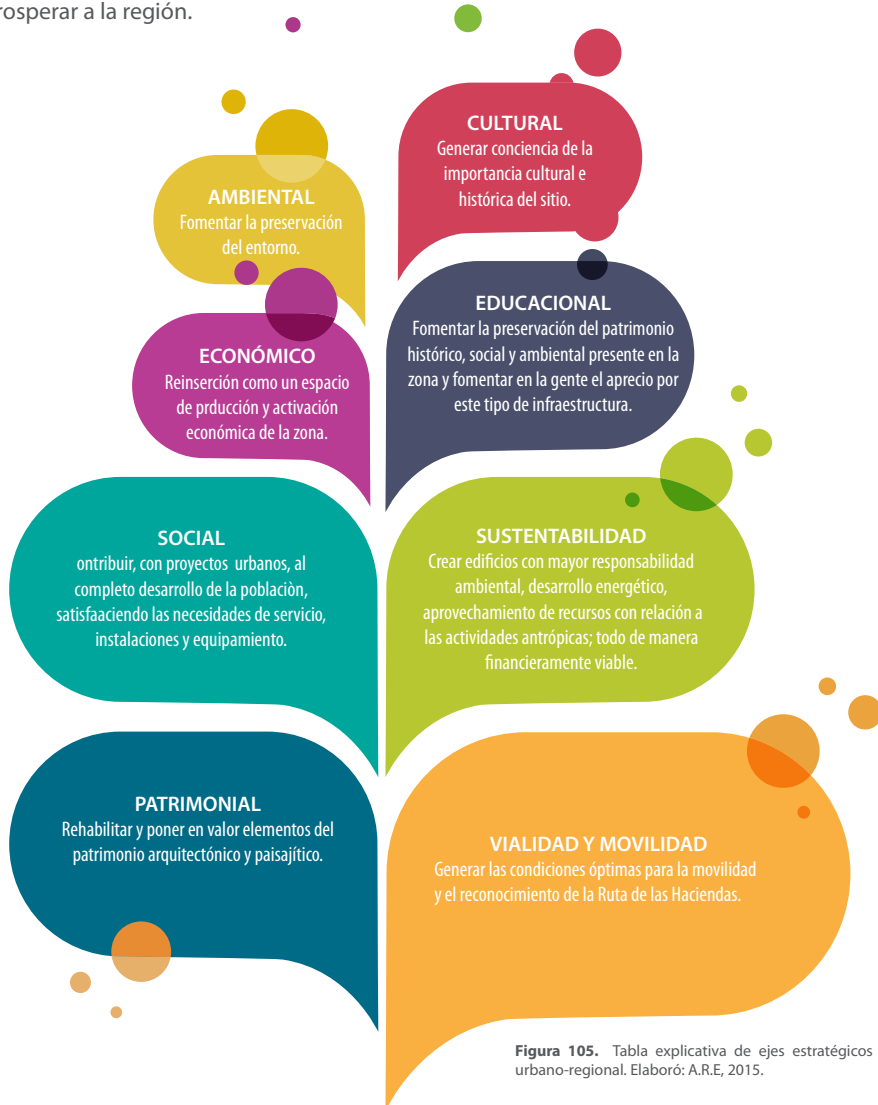 rosperar a la región.
CULTURAL
Generar conciencia de la
importancia cultural e
histórica del sitio.
AMBIENTAL
Fomentar la preservación
del entorno.
EDUCACIONAL
Fomentar la preservación del patrimonio
histórico, social y ambiental presente en la
zona y fomentar en la gente el aprecio por
este tipo de infraestructura.
ECONÓMICO
Reinserción como un espacio
de prducción y activación
económica de la zona.
SOCIAL
ontribuir, con proyectos urbanos, al
completo desarrollo de la poblaciòn,
satisfaaciendo las necesidades de servicio,
instalaciones y equipamiento.
SUSTENTABILIDAD
Crear edificios con mayor responsabilidad
ambiental, desarrollo energético,
aprovechamiento de recursos con relación a
las actividades antrópicas; todo de manera
financieramente viable.
PATRIMONIAL
Rehabilitar y poner en valor elementos del
patrimonio arquitectónico y paisajítico.
VIALIDAD Y MOVILIDAD
Generar las condiciones óptimas para la movilidad
y el reconocimiento de la Ruta de las Haciendas.
Figura 105. Tabla explicativa de ejes estratégicos
urbano-regional. Elaboró: A.R.E, 2015.